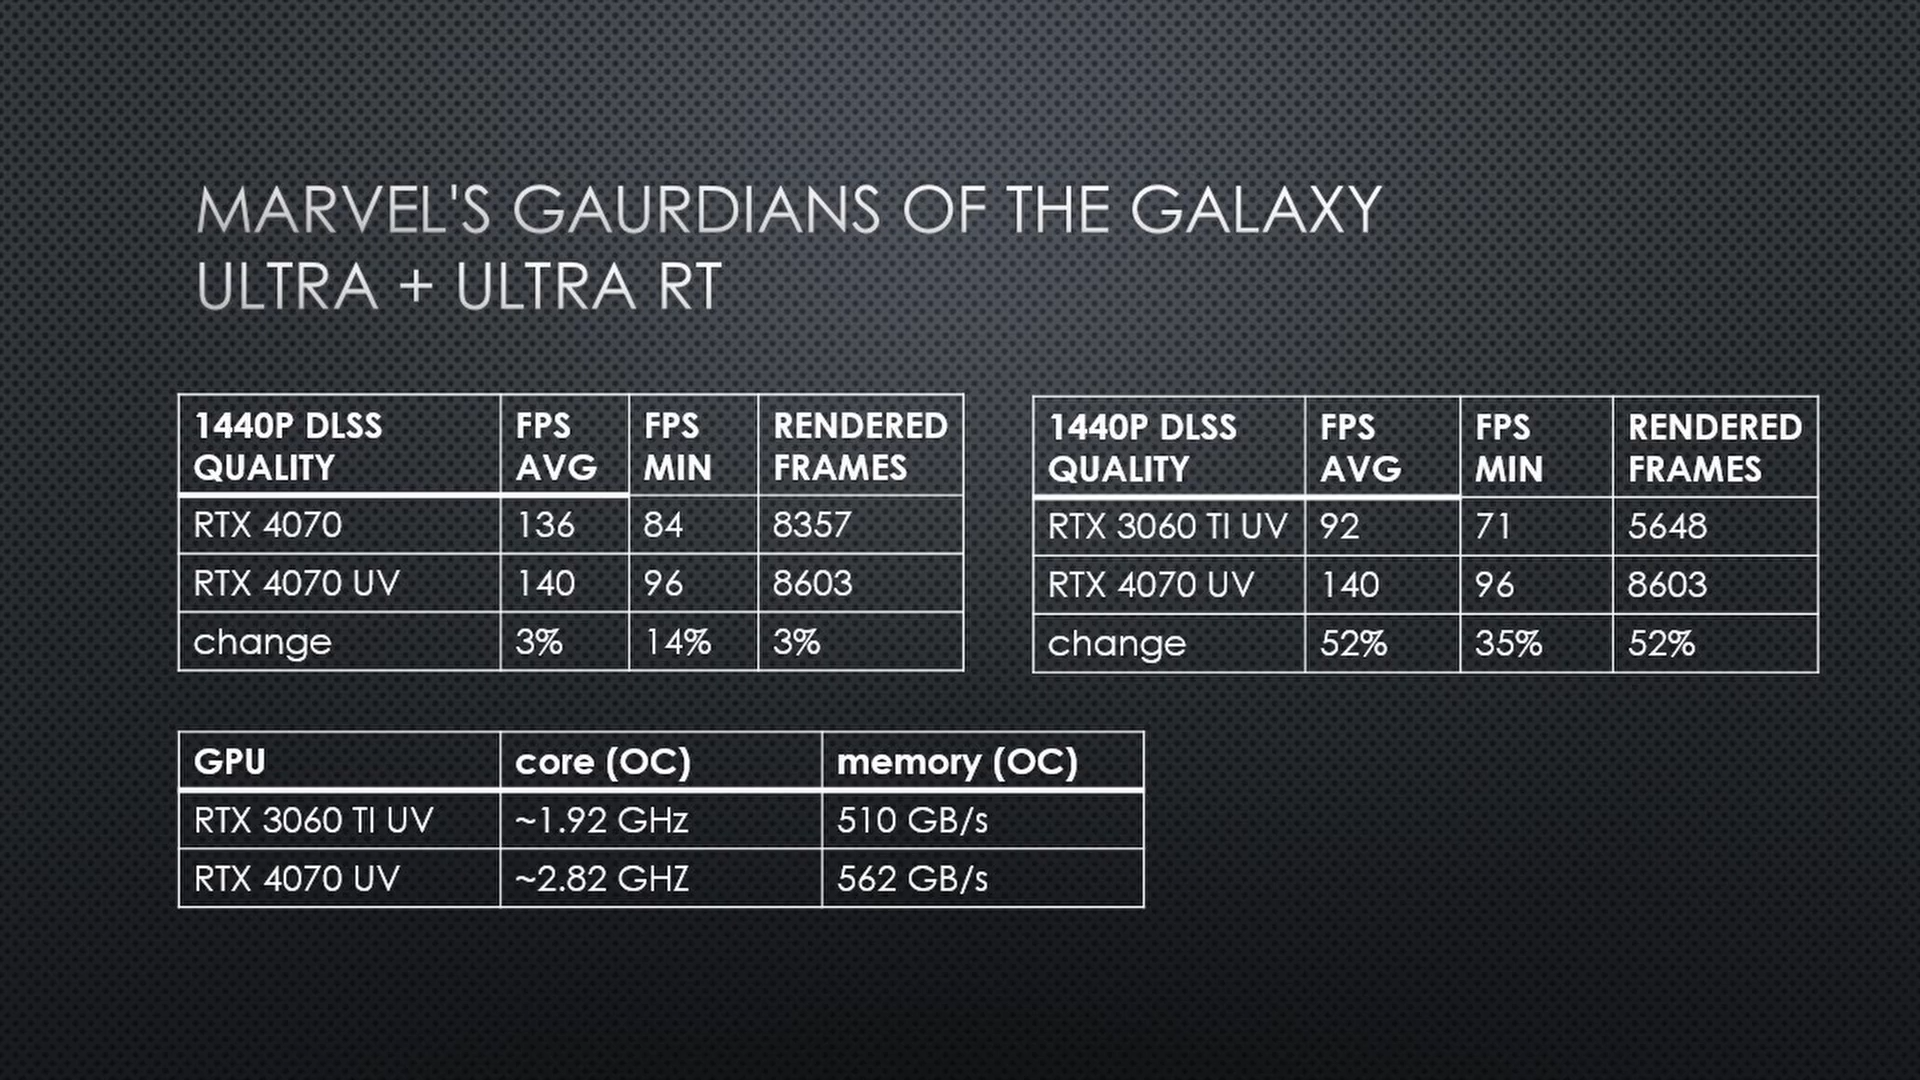 MARVEL'S GAURDIANS OF THE GALAXY
ULTRA + ULTRA RT
1440P DLSS QUALITY FPS AVG FPS MIN RENDERED FRAMES
RTX 4070 136 84 8357
RTX 4070 UV 140 96 8603
change 3% 14% 3%
1440P DLSS QUALITY FPS AVG FPS MIN RENDERED FRAMES
RTX 3060 TI UV 92 71 5648
RTX 4070 UV 140 96 8603
change 52% 35% 52%
GPU core (OC) memory (OC)
RTX 3060 TI UV ~1.92 GHz 510 GB/s
RTX 4070 UV ~2.82 GHZ 562 GB/s